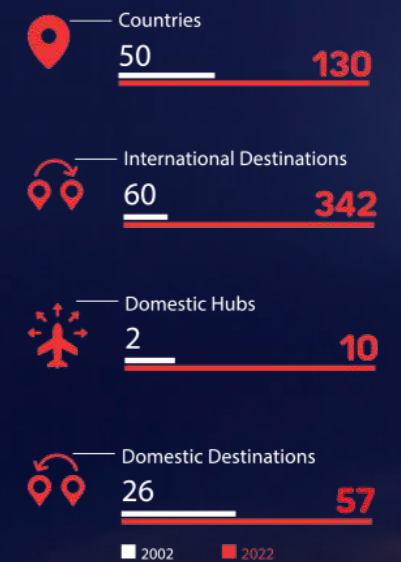 Countries
50 130
International Destinations
60 342
Domestic Hubs
2 10
Domestic Destinations
26 57
2002 2022